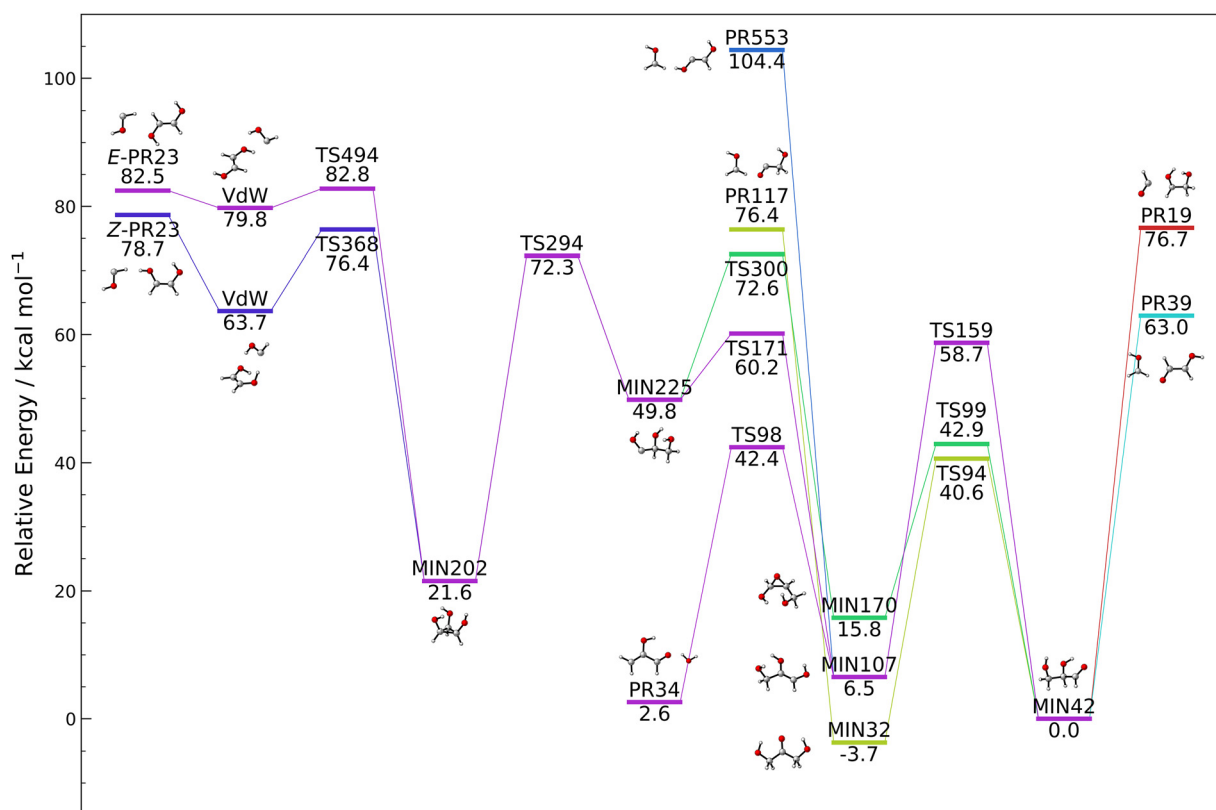 Relative Energy / kcal mol⁻¹
100
80
60
40
20
0
E-PR23
82.5
Z-PR23
78.7
VdW
79.8
VdW
63.7
TS494
82.8
TS368
76.4
MIN202
21.6
TS294
72.3
MIN225
49.8
PR34
2.6
PR553
104.4
PR117
76.4
TS300
72.6
TS171
60.2
TS98
42.4
MIN170
15.8
MIN107
6.5
MIN32
-3.7
TS159
58.7
TS99
42.9
TS94
40.6
MIN42
0.0
PR19
76.7
PR39
63.0